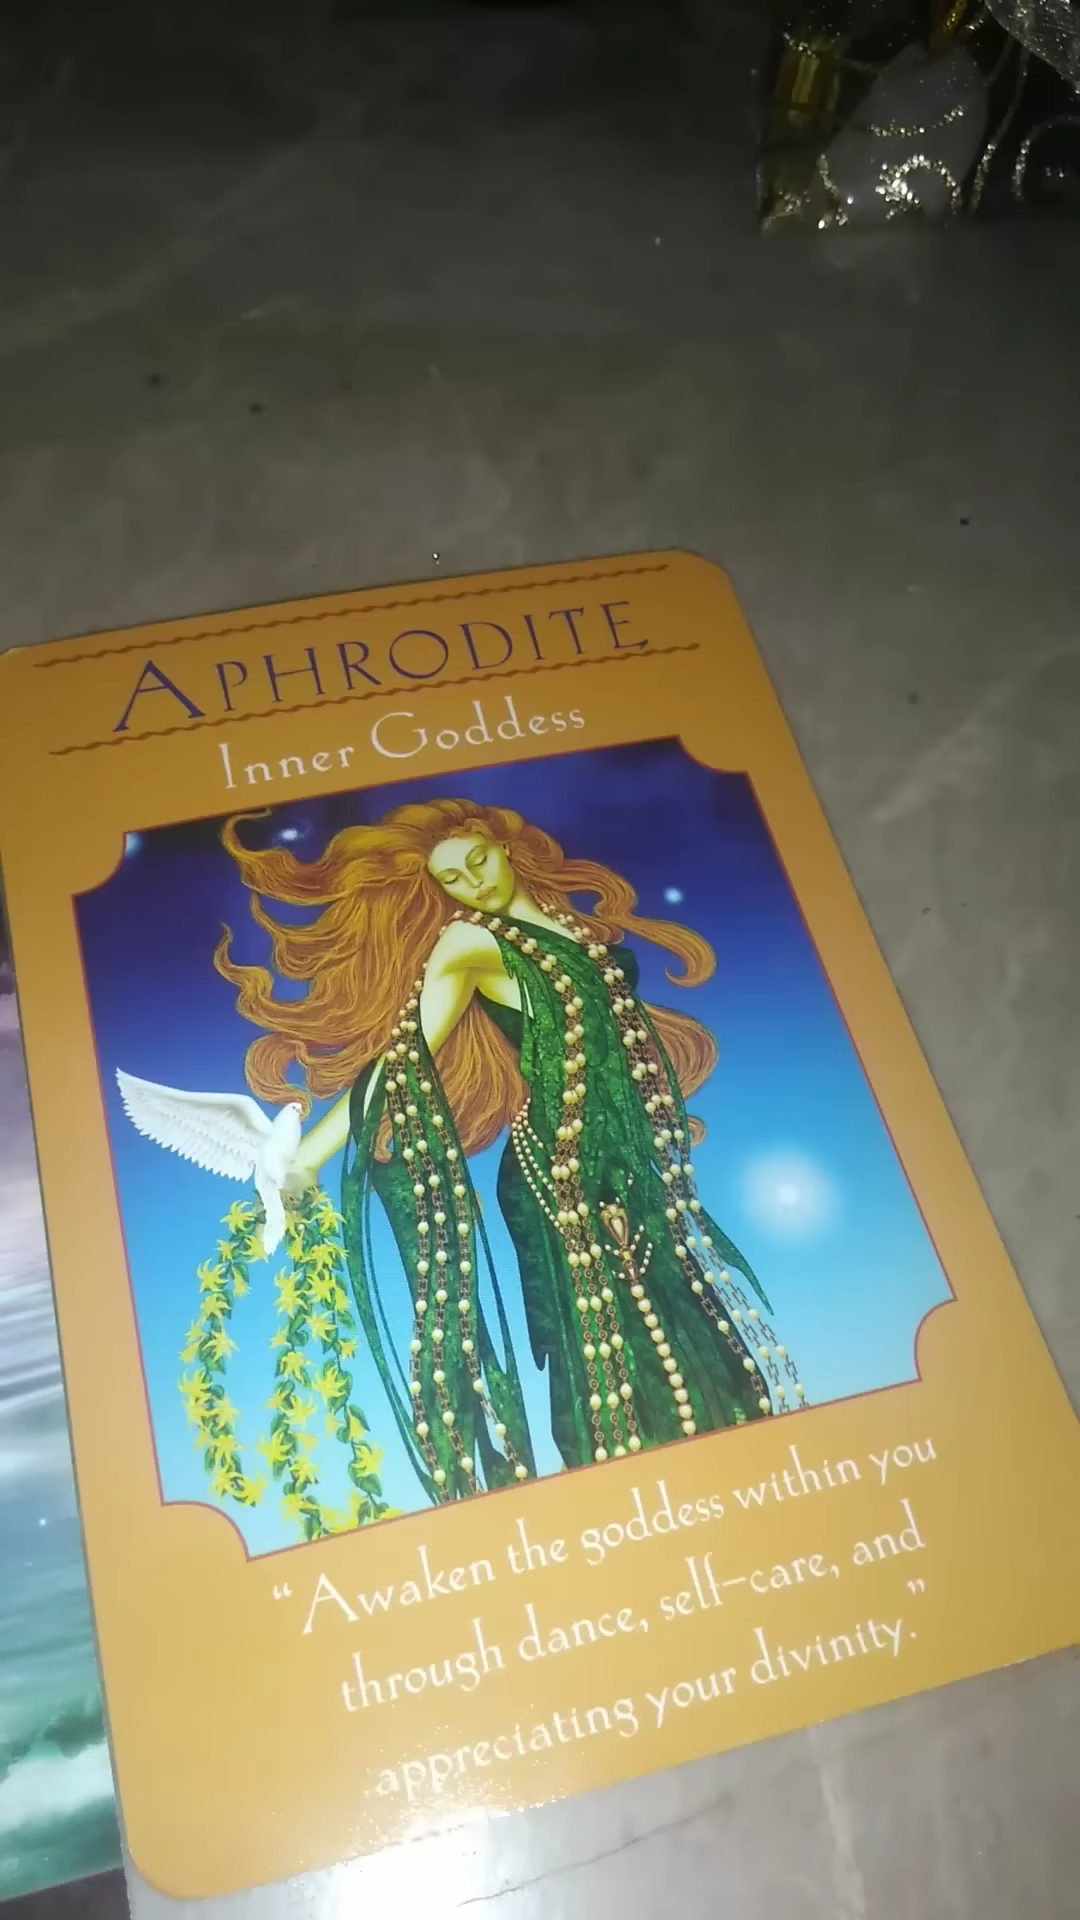 APHRODITE
Inner Goddess
“Awaken the goddess within you
through dance, self-care, and
appreciating your divinity.”